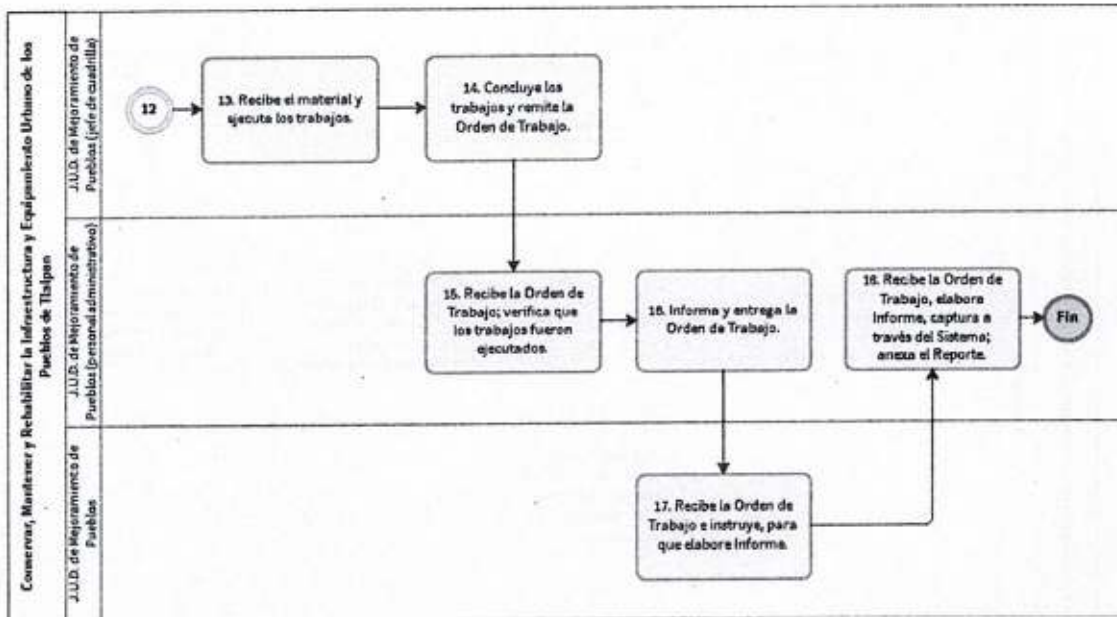 Conservar, Mantener y Rehabilitar la Infraestructura y Equipamiento Urbano de los
Pueblos de Tlalpan
J.U.D. de Mejoramiento de
Pueblos (jefe de cuadrilla)
12
13. Recibe el material y
ejecuta los trabajos.
14. Concluye los
trabajos y remite la
Orden de Trabajo.
J.U.D. de Mejoramiento de
Pueblos (personal administrativo)
15. Recibe la Orden de
Trabajo; verifica que
los trabajos fueron
ejecutados.
16. Informa y entrega la
Orden de Trabajo.
18. Recibe la Orden de
Trabajo, elabora
Informe, captura a
través del Sistema;
anexa el Reporte.
Fin
J.U.D. de Mejoramiento de
Pueblos
17. Recibe la Orden de
Trabajo e instruye, para
que elabore Informe.